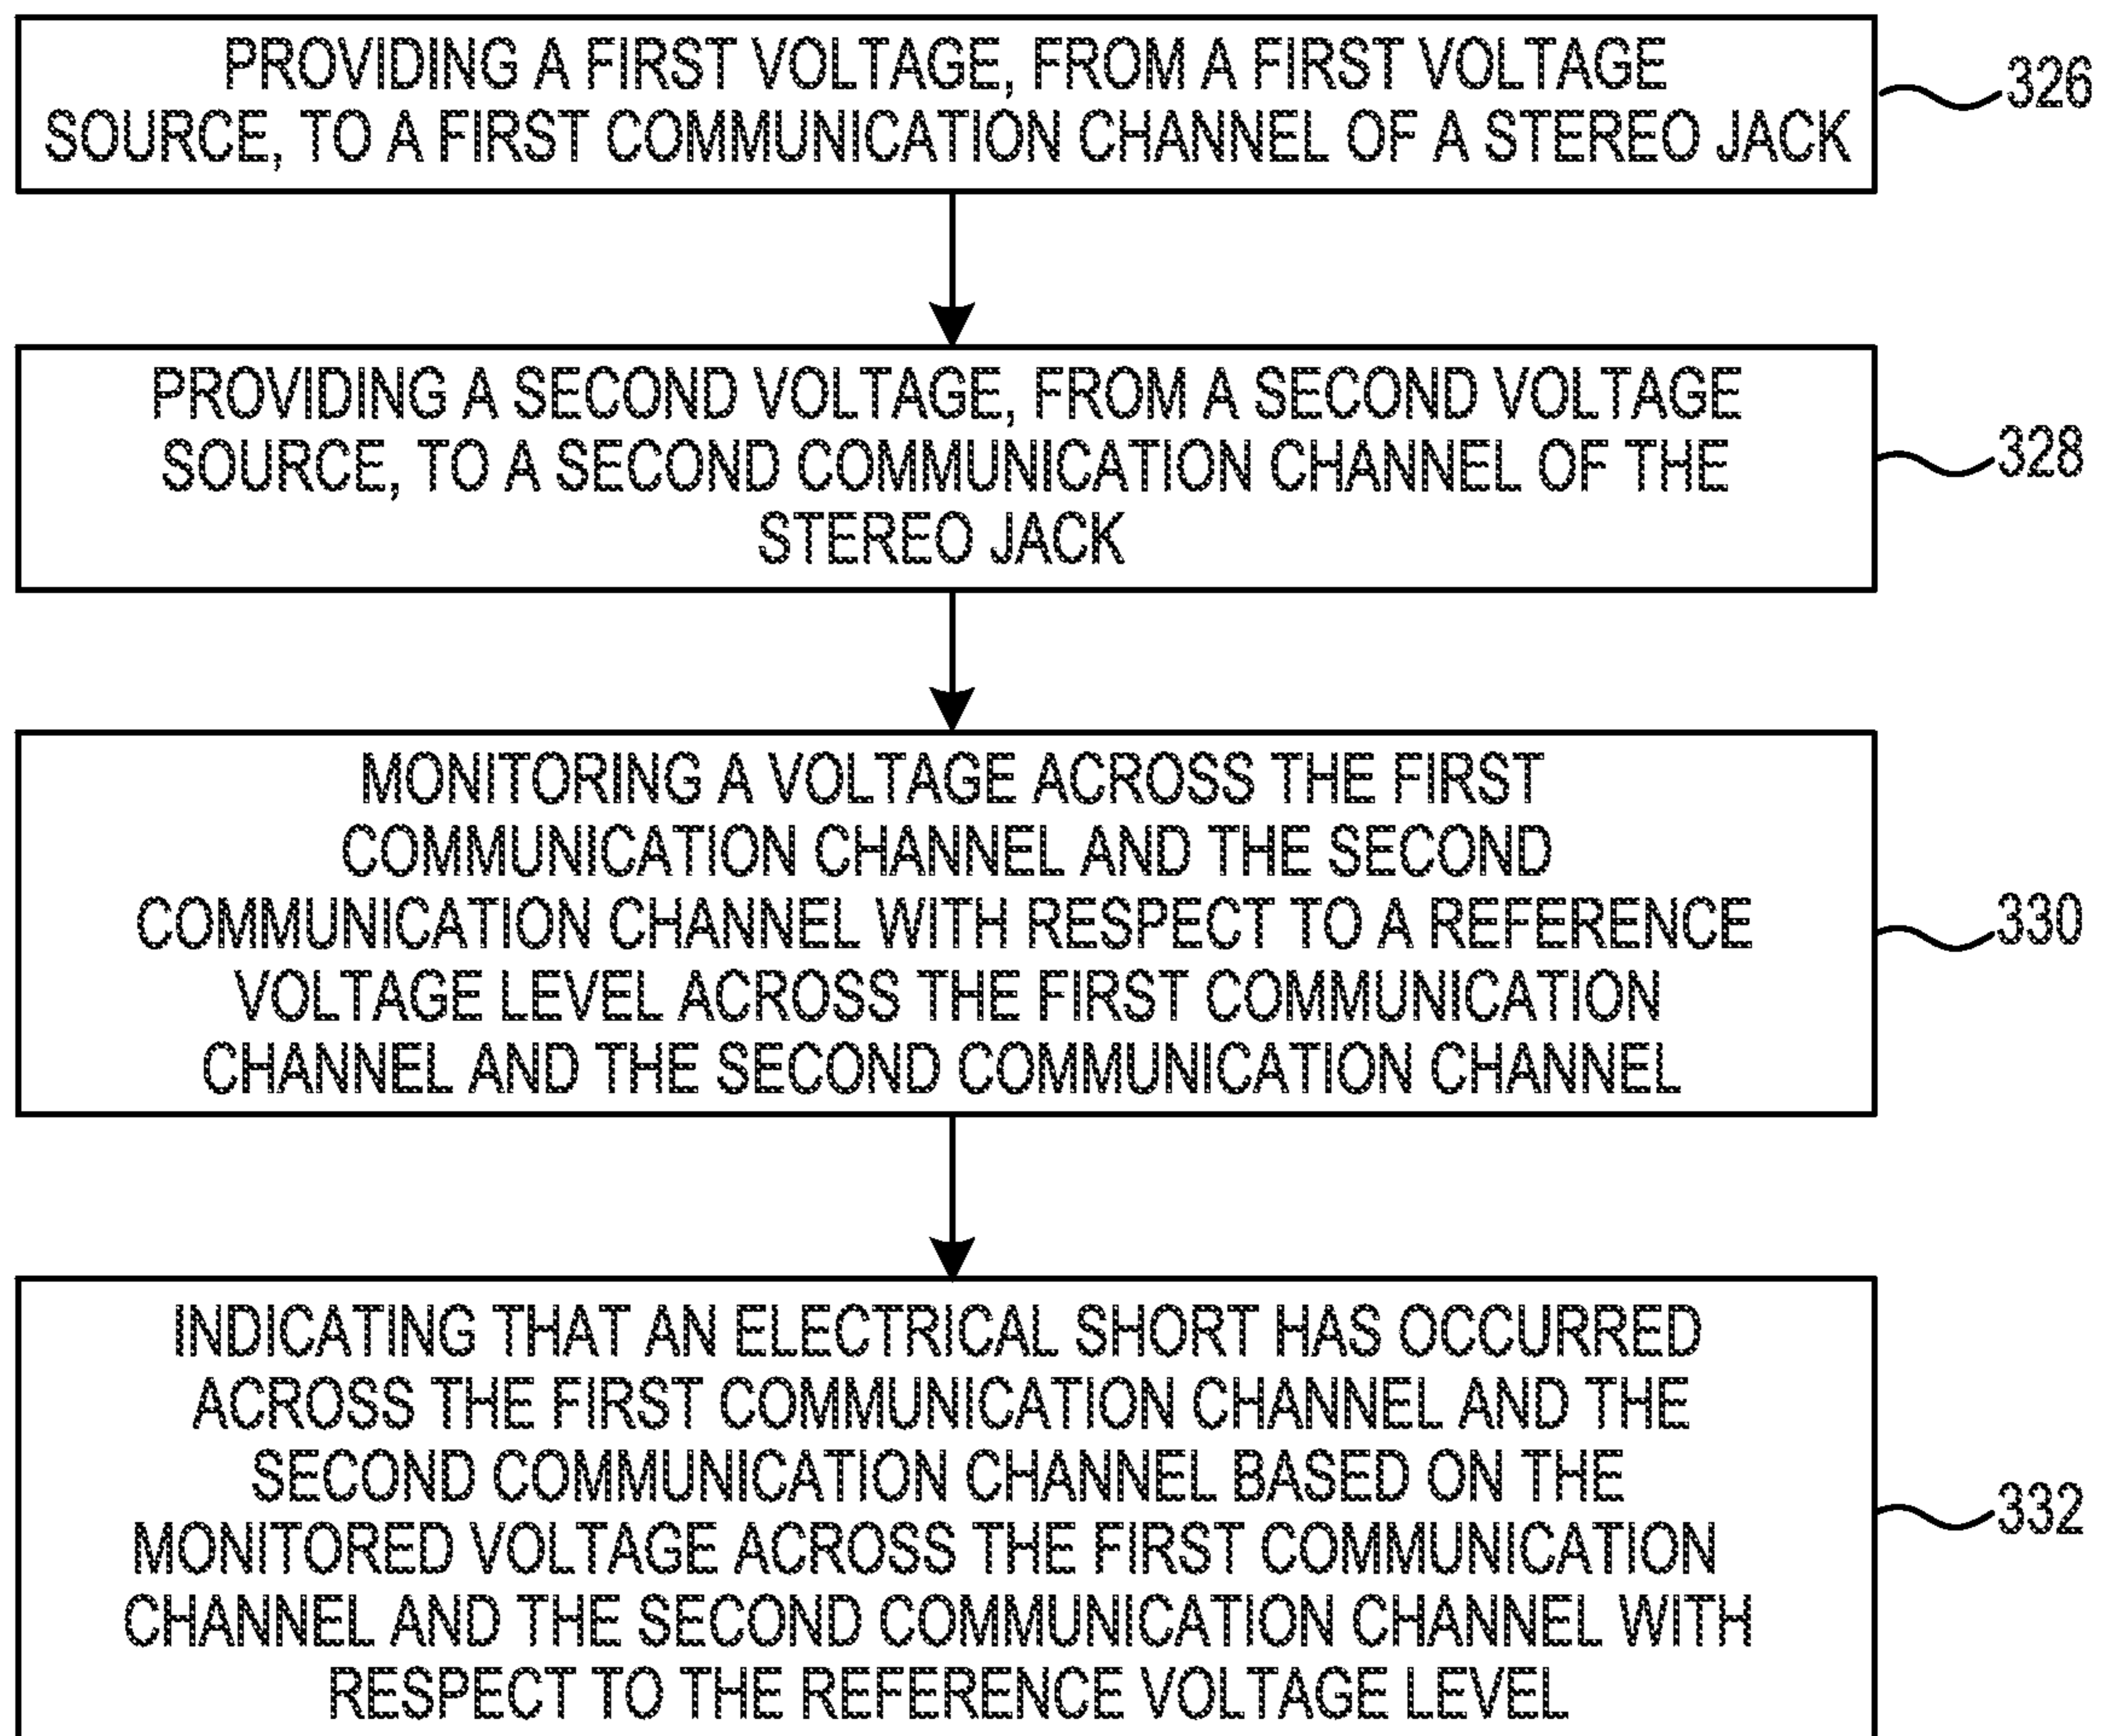 PROVIDING A FIRST VOLTAGE, FROM A FIRST VOLTAGE
SOURCE, TO A FIRST COMMUNICATION CHANNEL OF A STEREO JACK
326
PROVIDING A SECOND VOLTAGE, FROM A SECOND VOLTAGE
SOURCE, TO A SECOND COMMUNICATION CHANNEL OF THE
STEREO JACK
328
MONITORING A VOLTAGE ACROSS THE FIRST
COMMUNICATION CHANNEL AND THE SECOND
COMMUNICATION CHANNEL WITH RESPECT TO A REFERENCE
VOLTAGE LEVEL ACROSS THE FIRST COMMUNICATION
CHANNEL AND THE SECOND COMMUNICATION CHANNEL
330
INDICATING THAT AN ELECTRICAL SHORT HAS OCCURRED
ACROSS THE FIRST COMMUNICATION CHANNEL AND THE
SECOND COMMUNICATION CHANNEL BASED ON THE
MONITORED VOLTAGE ACROSS THE FIRST COMMUNICATION
CHANNEL AND THE SECOND COMMUNICATION CHANNEL WITH
RESPECT TO THE REFERENCE VOLTAGE LEVEL
332